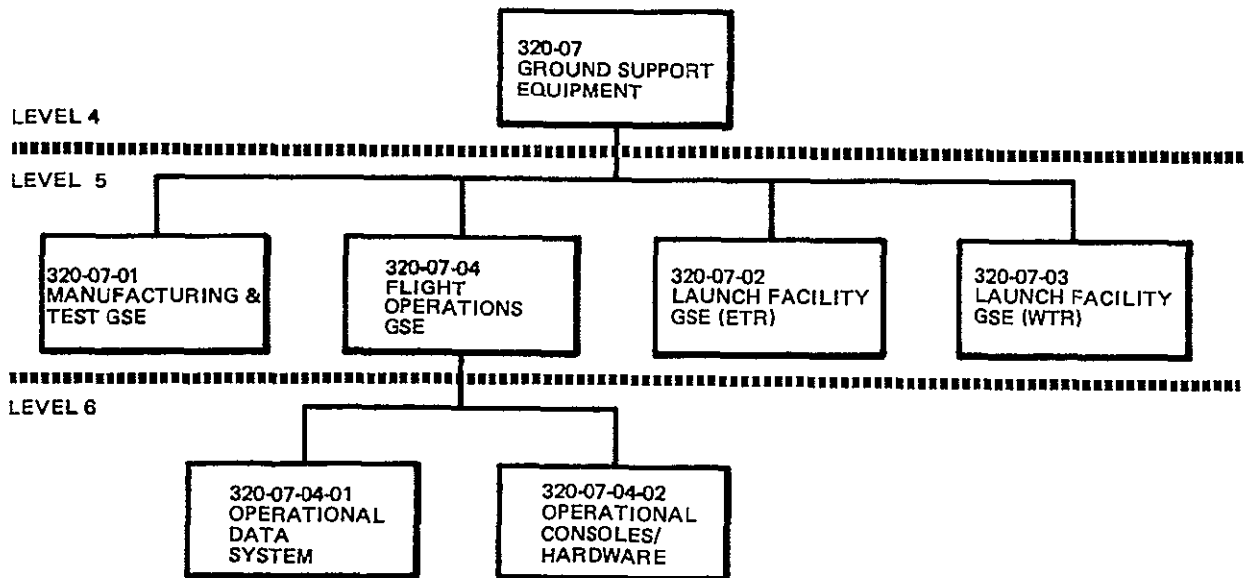 320-07
GROUND SUPPORT
EQUIPMENT
LEVEL 4
LEVEL 5
320-07-01
MANUFACTURING &
TEST GSE
320-07-04
FLIGHT
OPERATIONS
GSE
320-07-02
LAUNCH FACILITY
GSE (ETR)
320-07-03
LAUNCH FACILITY
GSE (WTR)
LEVEL 6
320-07-04-01
OPERATIONAL
DATA
SYSTEM
320-07-04-02
OPERATIONAL
CONSOLES/
HARDWARE